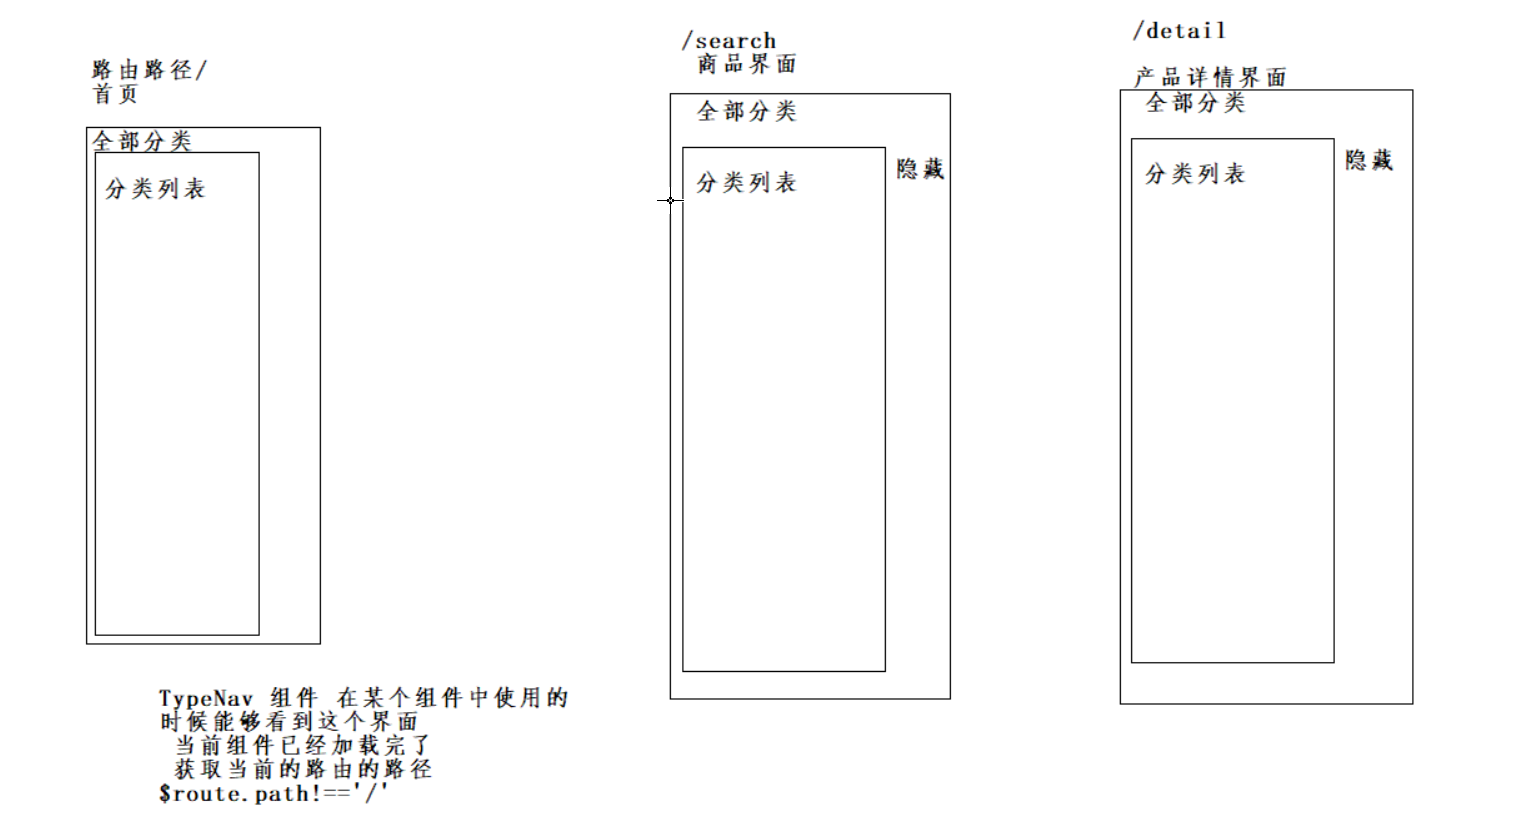 路由路径/
首页
全部分类
分类列表
/search
商品界面
全部分类
分类列表
隐藏
/detail
产品详情界面
全部分类
分类列表
隐藏
TypeNav 组件 在某个组件中使用的
时候能够看到这个界面
当前组件已经加载完了
获取当前的路由的路径
$route.path!=='/'